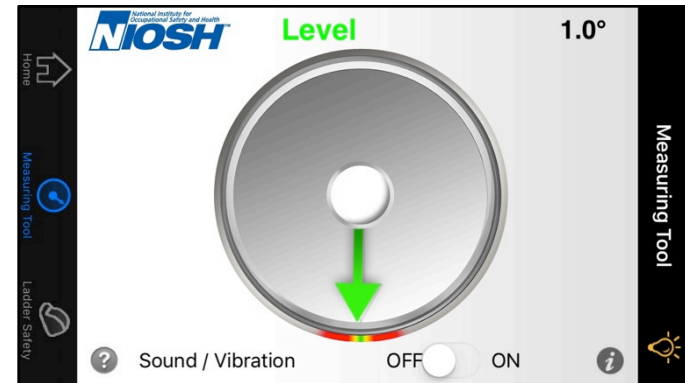 National Institute for
Occupational Safety and Health
NIOSH™
Level
1.0°
Home
Measuring Tool
Ladder Safety
Measuring Tool
?
Sound / Vibration
OFF
ON
i